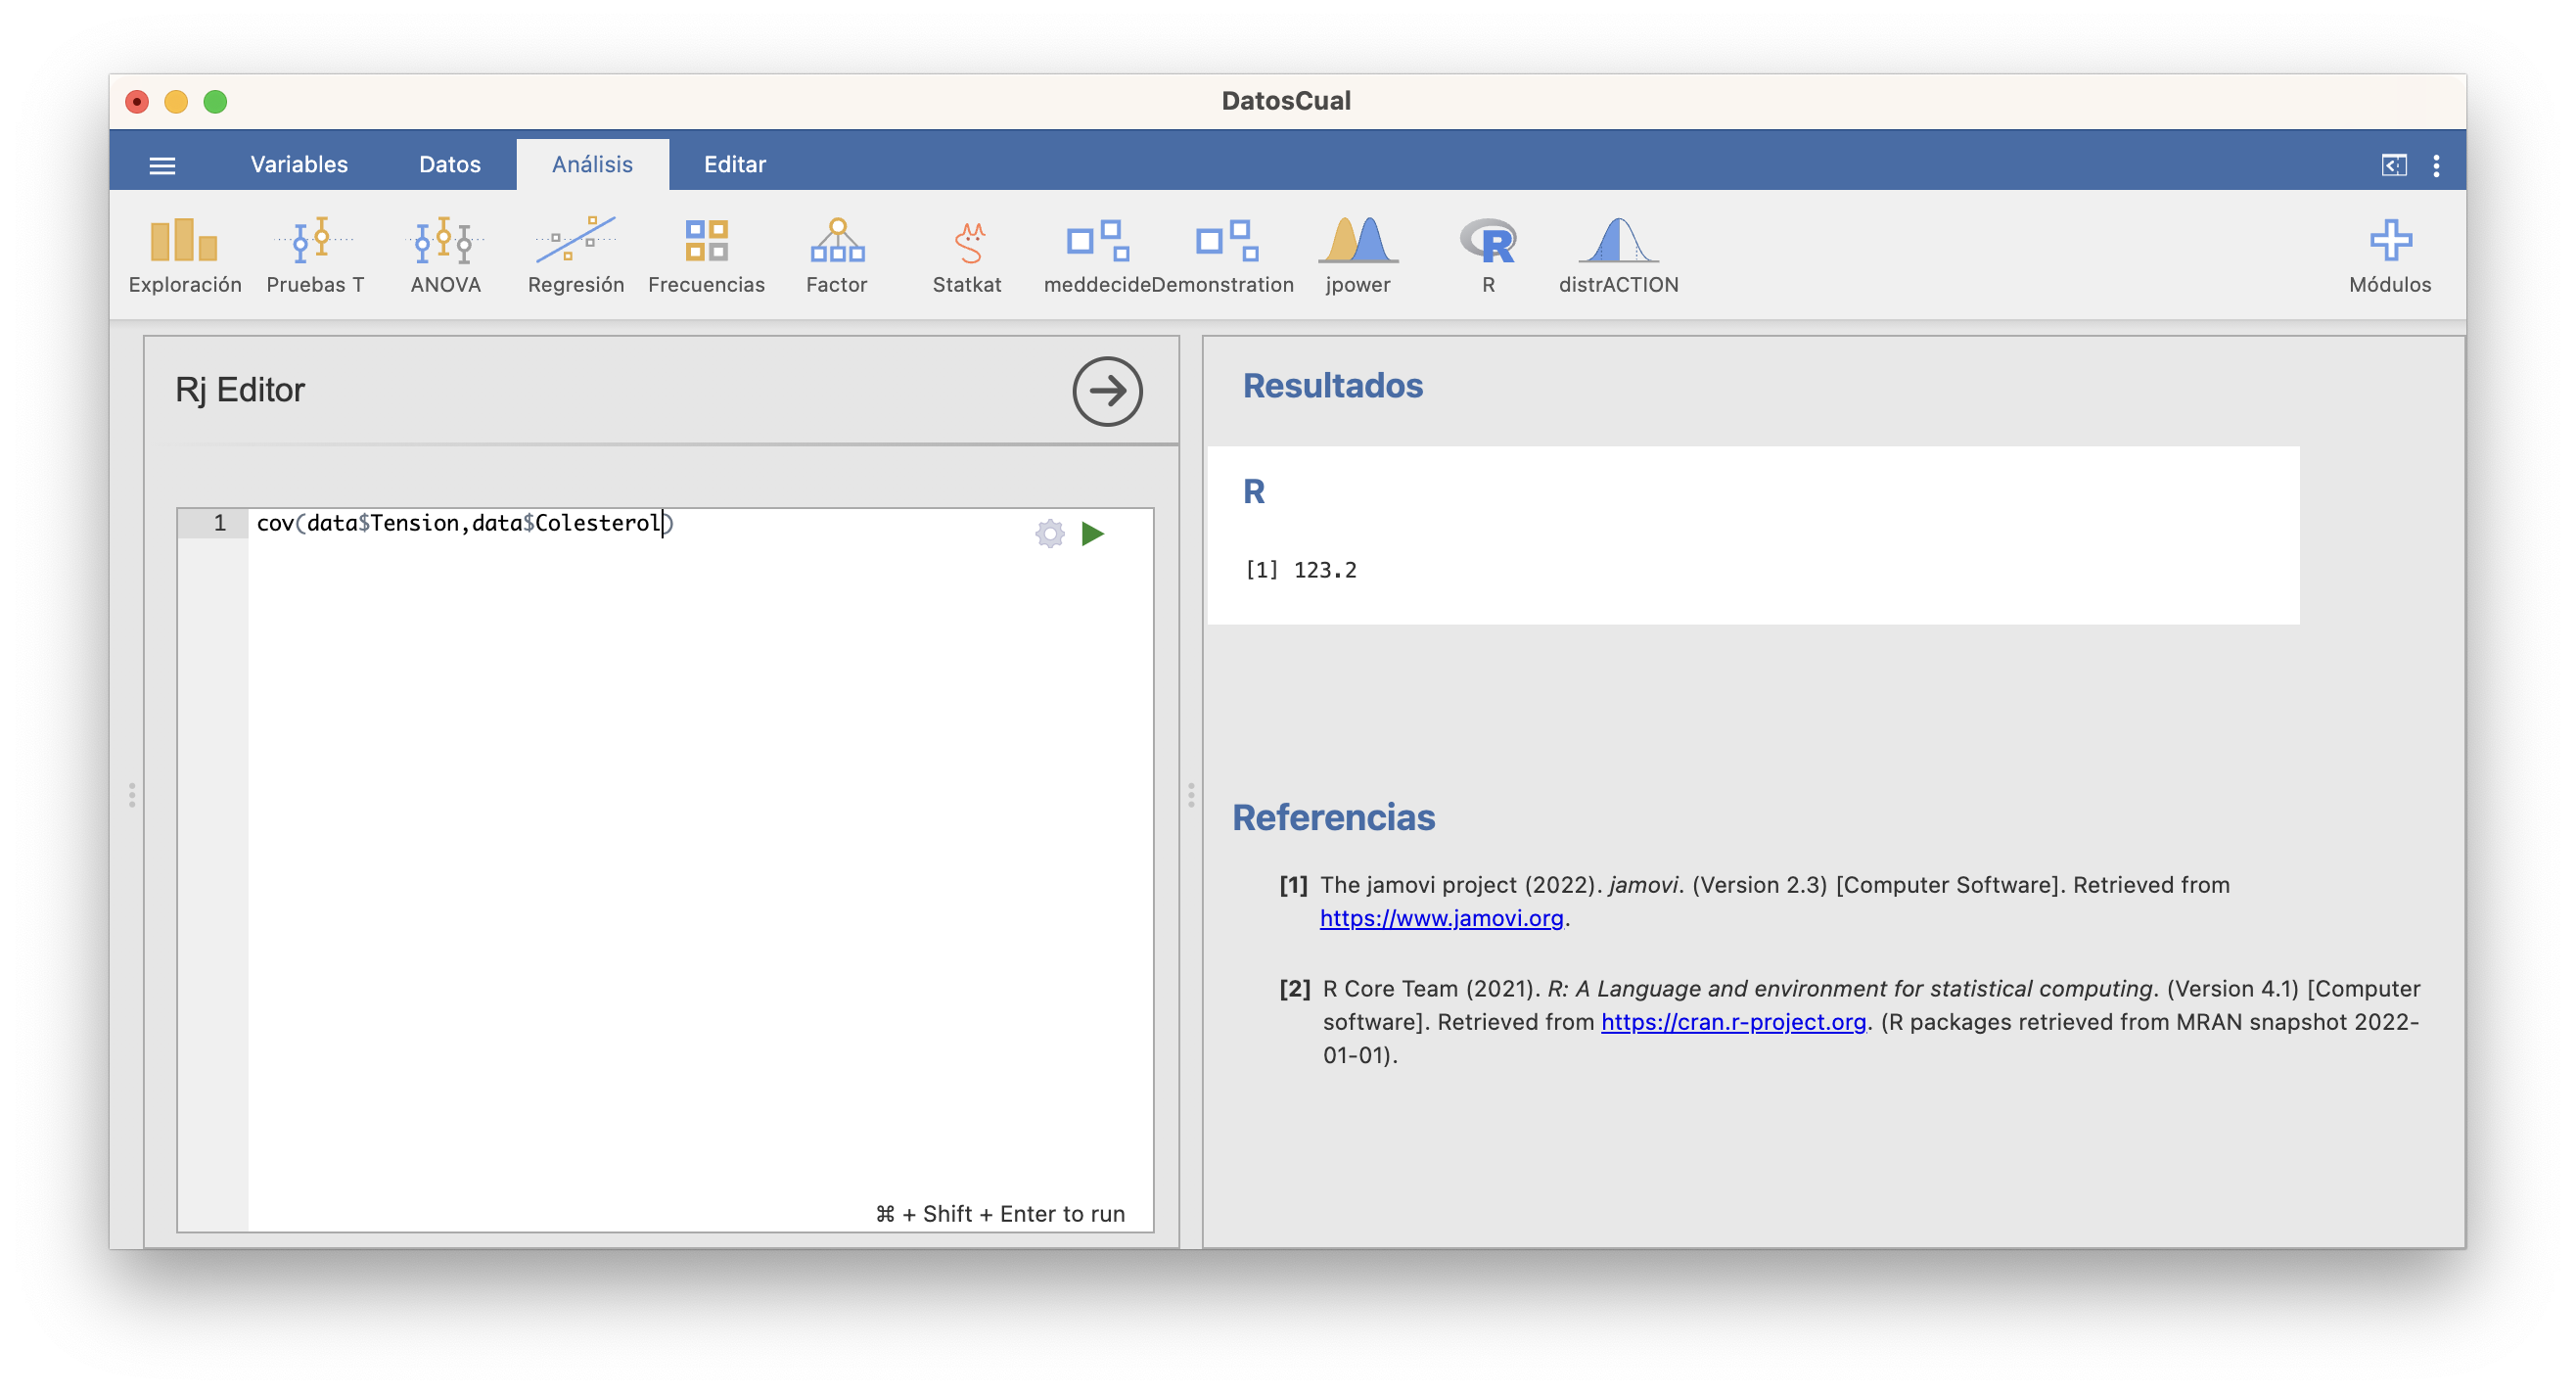 DatosCual
Variables Datos Análisis Editar
Exploración Pruebas T ANOVA Regresión Frecuencias Factor Statkat meddecide Demonstration jpower R distrACTION Módulos
Rj Editor
1 cov(data$Tension,data$Colesterol)
⌘ + Shift + Enter to run
Resultados
R
[1] 123.2
Referencias
[1] The jamovi project (2022). jamovi. (Version 2.3) [Computer Software]. Retrieved from
https://www.jamovi.org.
[2] R Core Team (2021). R: A Language and environment for statistical computing. (Version 4.1) [Computer
software]. Retrieved from https://cran.r-project.org. (R packages retrieved from MRAN snapshot 2022-
01-01).